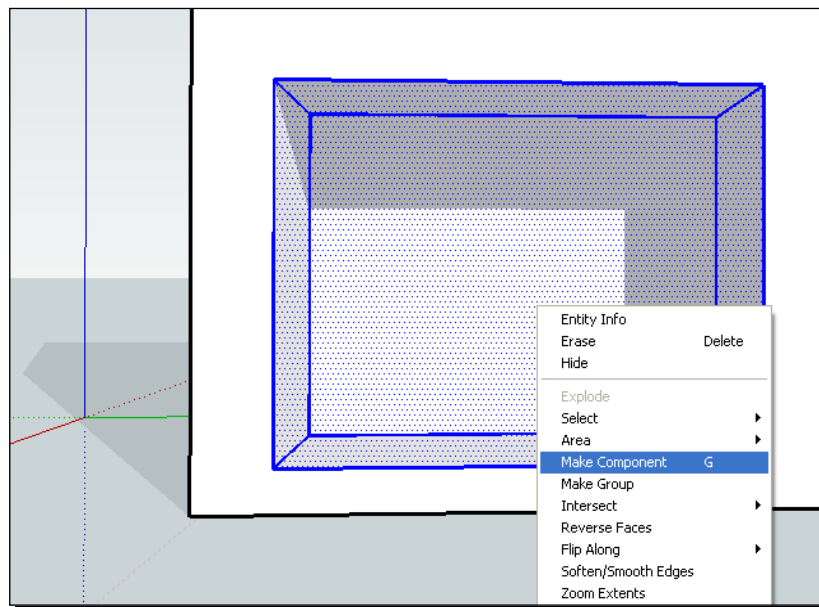 Entity Info
Erase Delete
Hide
Explode
Select
Area
Make Component G
Make Group
Intersect
Reverse Faces
Flip Along
Soften/Smooth Edges
Zoom Extents